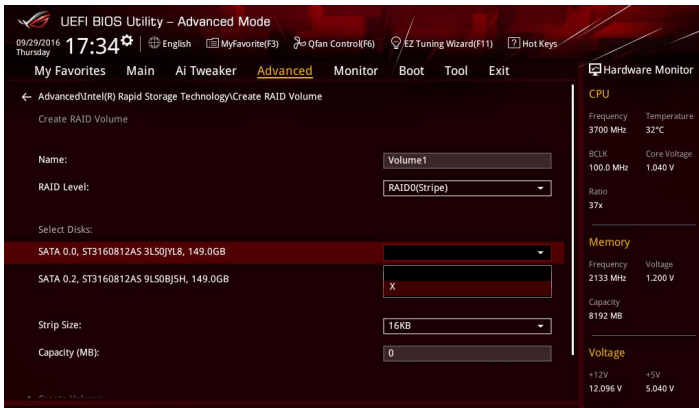 UEFI BIOS Utility – Advanced Mode
09/29/2016 Thursday 17:34 English MyFavorite(F3) Qfan Control(F6) EZ Tuning Wizard(F11) ? Hot Keys
My Favorites Main Ai Tweaker Advanced Monitor Boot Tool Exit
← Advanced\Intel(R) Rapid Storage Technology\Create RAID Volume
Create RAID Volume
Name: Volume1
RAID Level: RAID0(Stripe)
Select Disks:
SATA 0.0, ST3160812AS 3LS0JYL8, 149.0GB
SATA 0.2, ST3160812AS 9LS0BJ5H, 149.0GB
X
Strip Size: 16KB
Capacity (MB): 0
Create Volume
Hardware Monitor
CPU
Frequency Temperature
3700 MHz 32°C
BCLK Core Voltage
100.0 MHz 1.040 V
Ratio
37x
Memory
Frequency Voltage
2133 MHz 1.200 V
Capacity
8192 MB
Voltage
+12V +5V
12.096 V 5.040 V